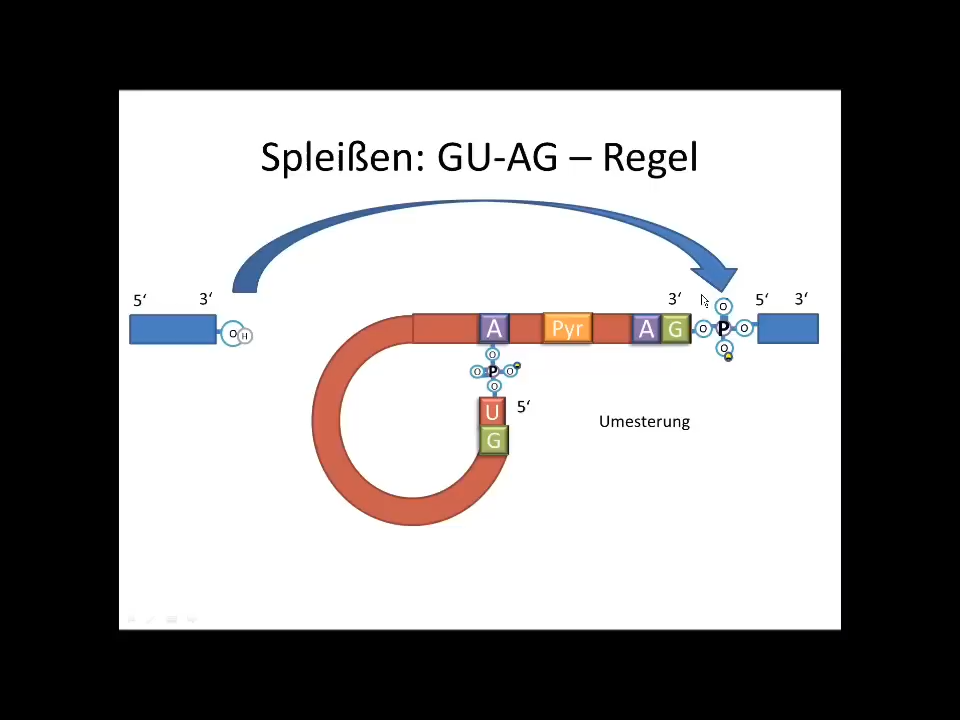 Spleißen: GU-AG – Regel
5‘ 3‘ 3‘ 5‘ 3‘
O H A Pyr A G O P O O O
O O P O O
U 5‘
G
Umesterung